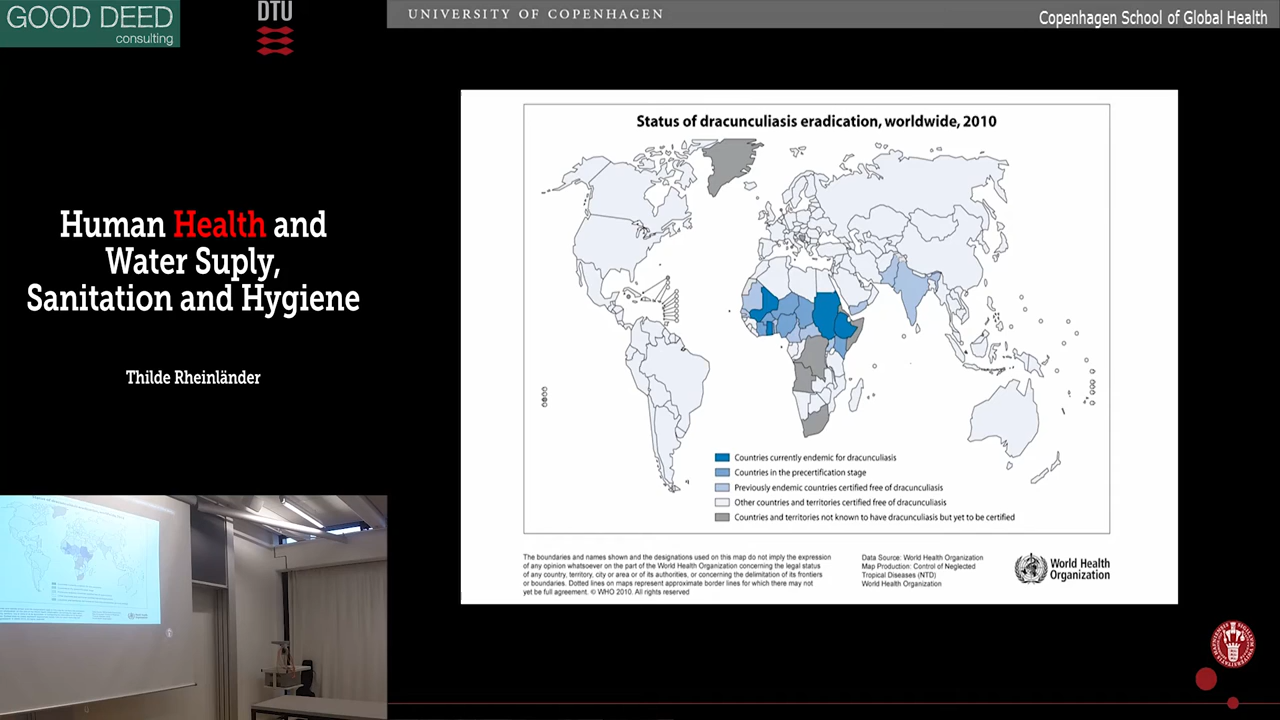 GOOD DEED
consulting
DTU
UNIVERSITY OF COPENHAGEN
Copenhagen School of Global Health
Human Health and
Water Suply,
Sanitation and Hygiene
Thilde Rheinländer
Status of dracunculiasis eradication, worldwide, 2010
Countries currently endemic for dracunculiasis
Countries in the precertification stage
Previously endemic countries certified free of dracunculiasis
Other countries and territories certified free of dracunculiasis
Countries and territories not known to have dracunculiasis but yet to be certified
The boundaries and names shown and the designations used on this map do not imply the expression
of any opinion whatsoever on the part of the World Health Organization concerning the legal status
of any country, territory, city or area or of its authorities, or concerning the delimitation of its frontiers
or boundaries. Dotted lines on maps represent approximate border lines for which there may not
yet be full agreement. © WHO 2010. All rights reserved
Data Source: World Health Organization
Map Production: Control of Neglected
Tropical Diseases (NTD)
World Health Organization
World Health
Organization